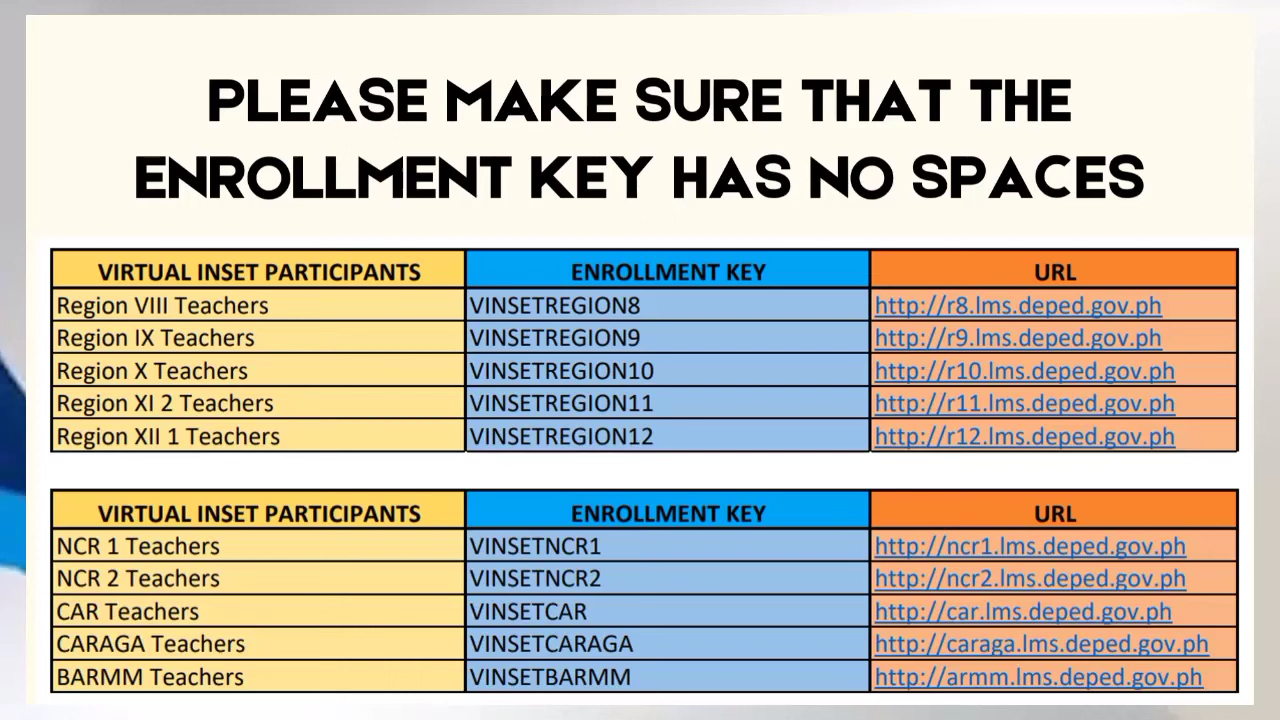 PLEASE MAKE SURE THAT THE
ENROLLMENT KEY HAS NO SPACES
VIRTUAL INSET PARTICIPANTS ENROLLMENT KEY URL
Region VIII Teachers VINSETREGION8 http://r8.lms.deped.gov.ph
Region IX Teachers VINSETREGION9 http://r9.lms.deped.gov.ph
Region X Teachers VINSETREGION10 http://r10.lms.deped.gov.ph
Region XI 2 Teachers VINSETREGION11 http://r11.lms.deped.gov.ph
Region XII 1 Teachers VINSETREGION12 http://r12.lms.deped.gov.ph
VIRTUAL INSET PARTICIPANTS ENROLLMENT KEY URL
NCR 1 Teachers VINSETNCR1 http://ncr1.lms.deped.gov.ph
NCR 2 Teachers VINSETNCR2 http://ncr2.lms.deped.gov.ph
CAR Teachers VINSETCAR http://car.lms.deped.gov.ph
CARAGA Teachers VINSETCARAGA http://caraga.lms.deped.gov.ph
BARMM Teachers VINSETBARMM http://armm.lms.deped.gov.ph